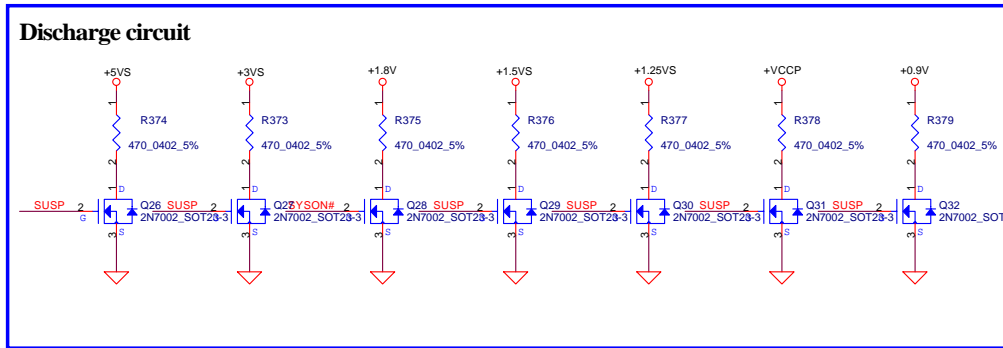 Discharge circuit
+5VS +3VS +1.8V +1.5VS +1.25VS +VCCP +0.9V
1 1 1 1 1 1 1
R374 R373 R375 R376 R377 R378 R379
470_0402_5% 470_0402_5% 470_0402_5% 470_0402_5% 470_0402_5% 470_0402_5% 470_0402_5%
2 2 2 2 2 2 2
1 D 1 D 1 D 1 D 1 D 1 D 1 D
SUSP 2 Q26 SUSP 2 Q27 SYSON# 2 Q28 SUSP 2 Q29 SUSP 2 Q30 SUSP 2 Q31 SUSP 2 Q32
G 2N7002_SOT23-3 2N7002_SOT23-3 2N7002_SOT23-3 2N7002_SOT23-3 2N7002_SOT23-3 2N7002_SOT23-3 2N7002_SOT
3 S 3 S 3 S 3 S 3 S 3 S 3 S